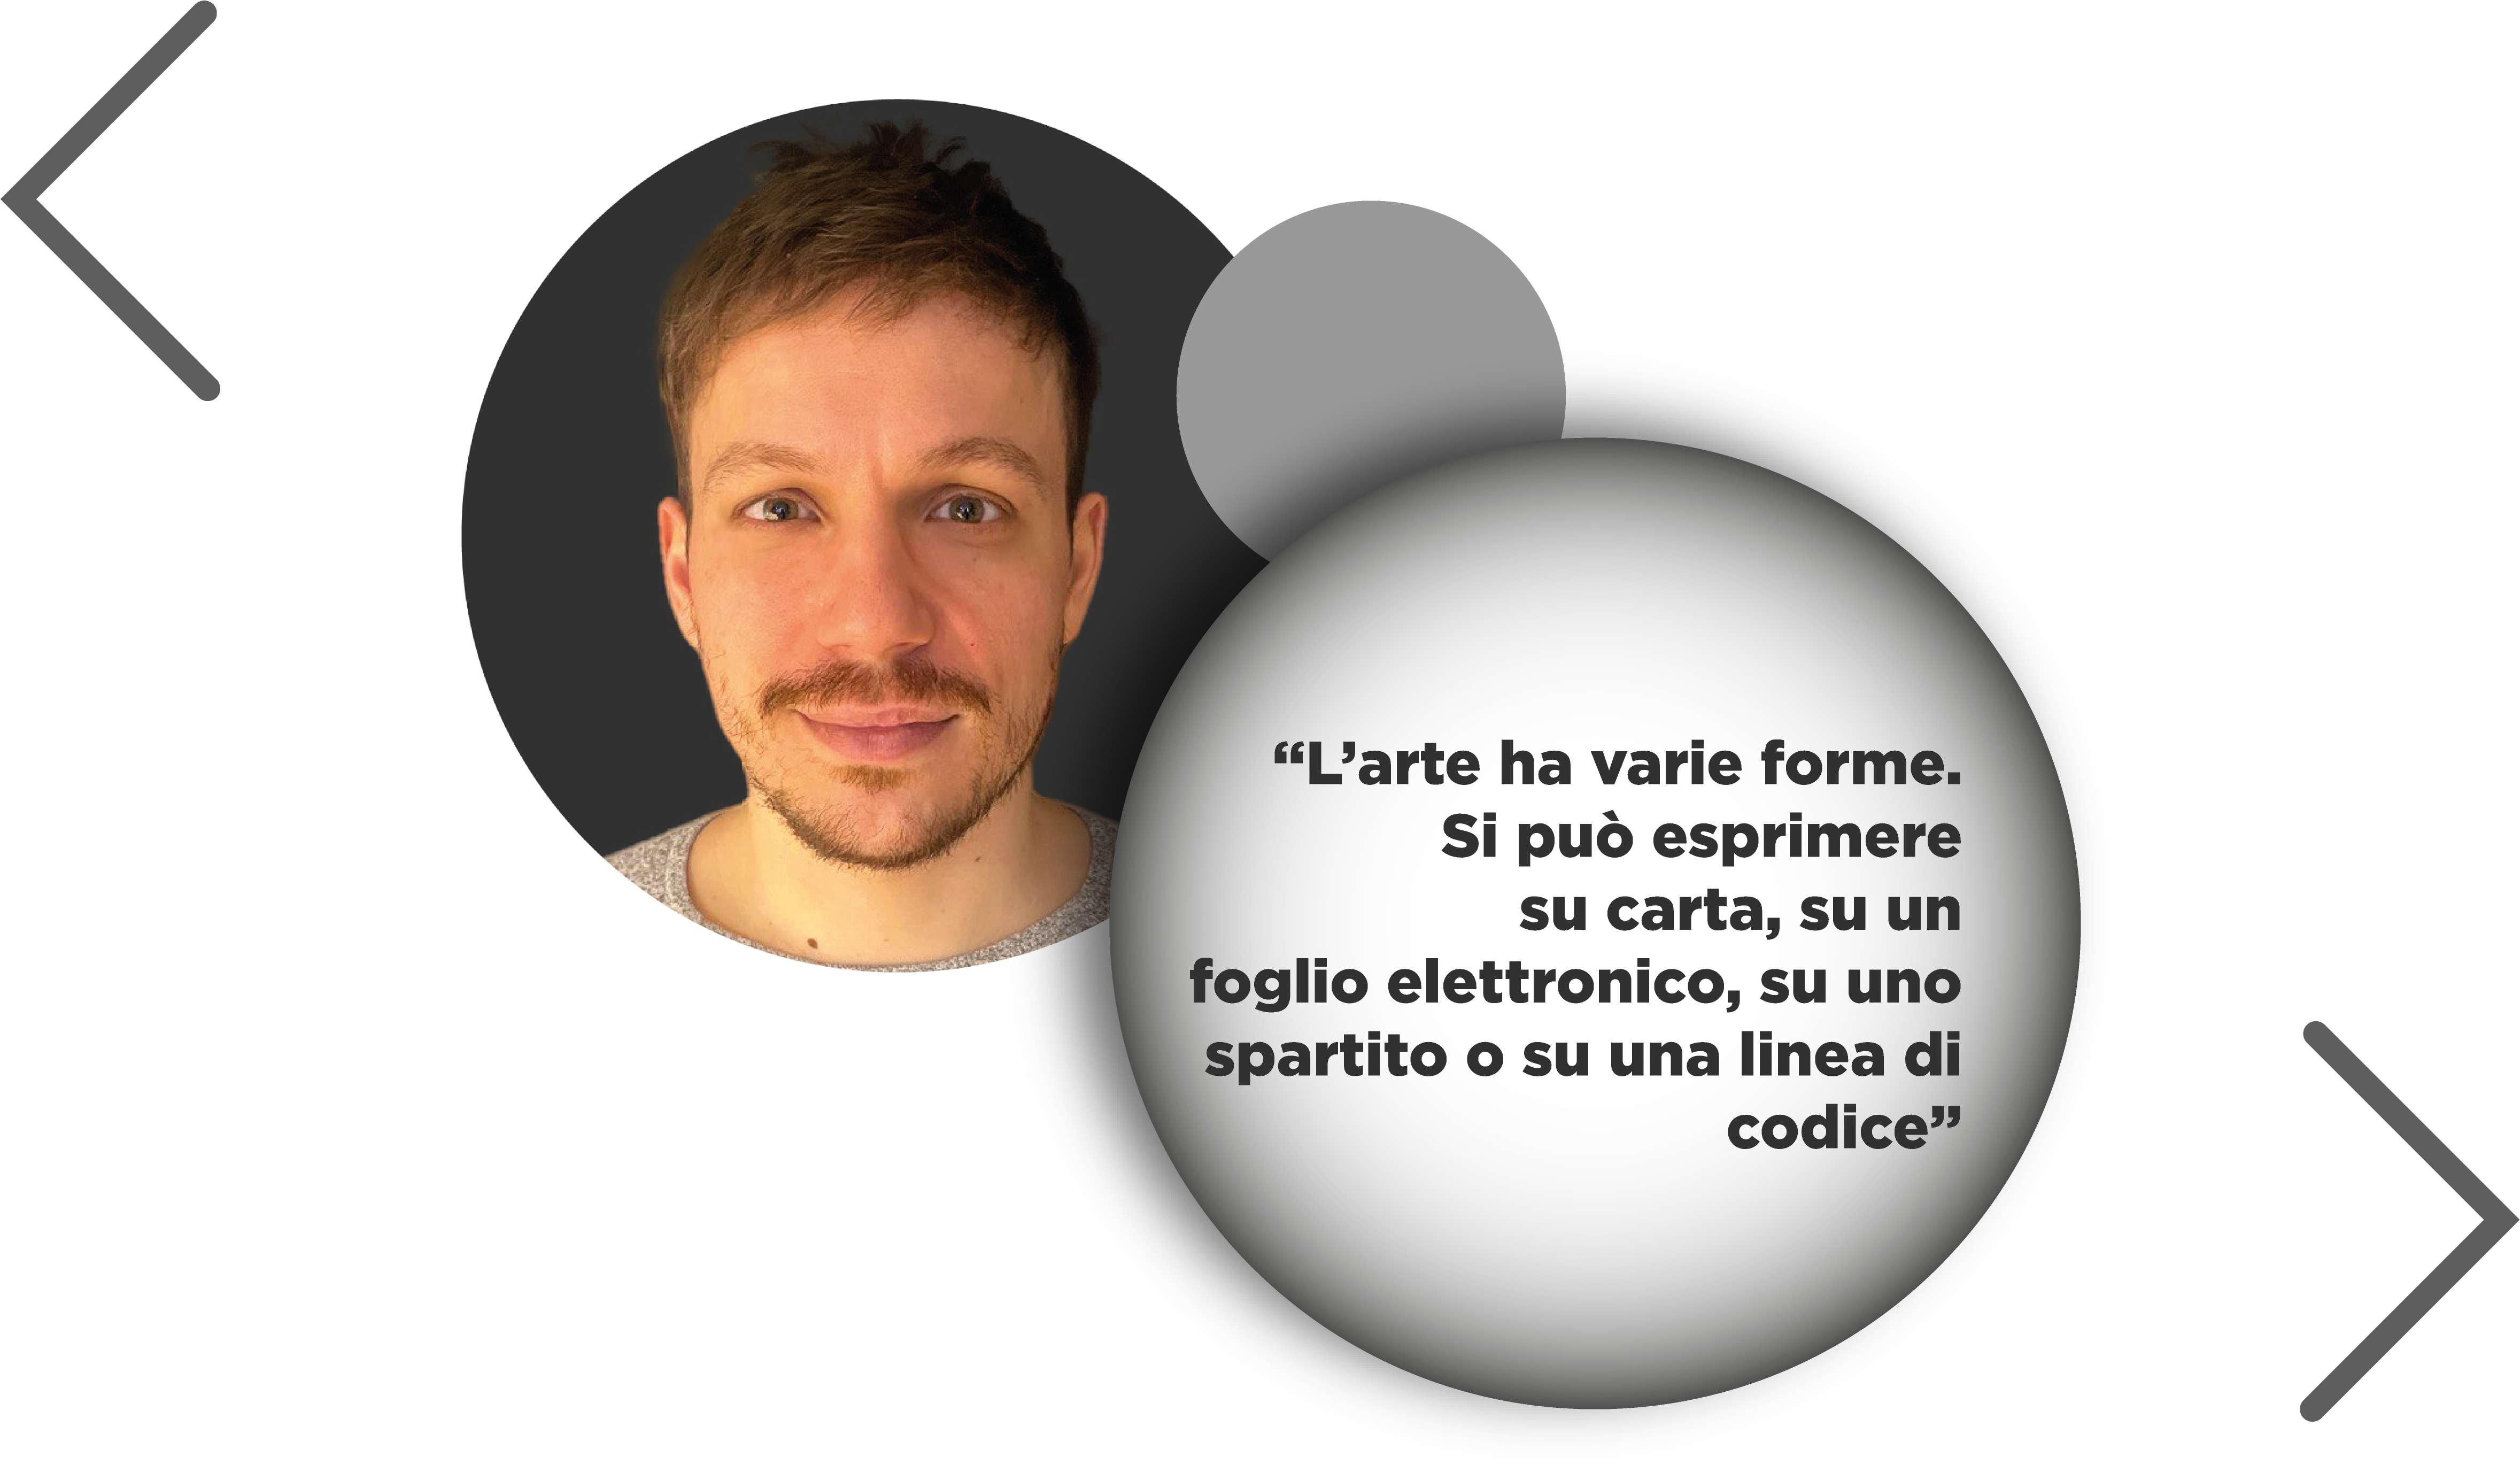 “L’arte ha varie forme.
Si può esprimere
su carta, su un
foglio elettronico, su uno
spartito o su una linea di
codice”